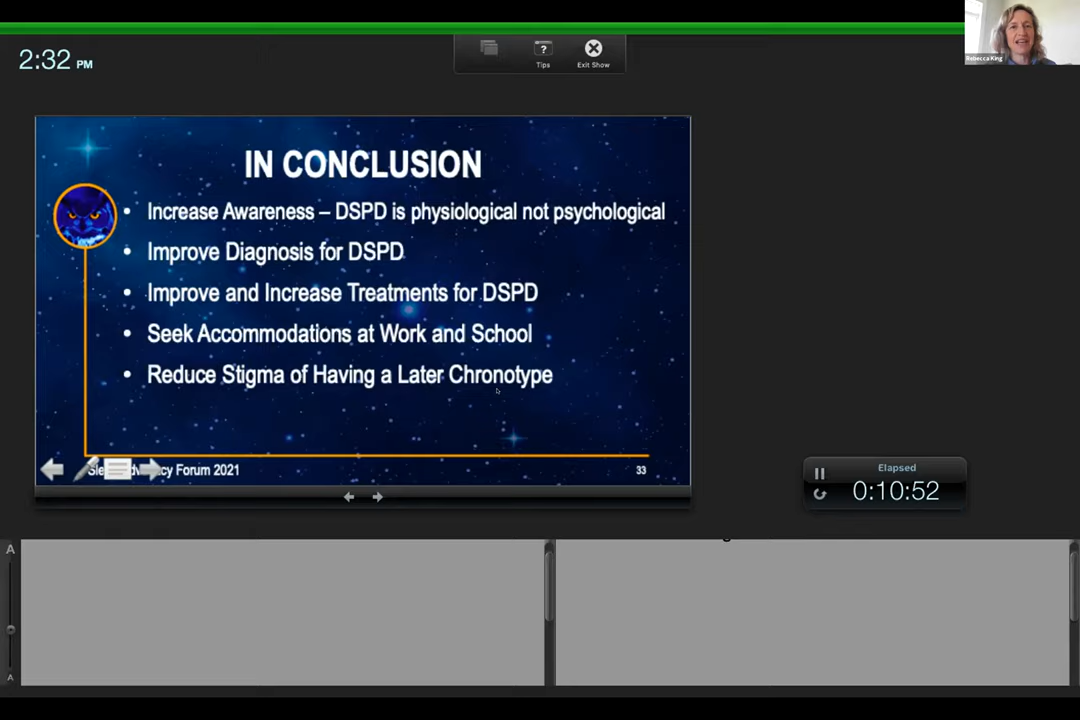 2:32 PM
Tips
Exit Show
Rebecca King
IN CONCLUSION
• Increase Awareness – DSPD is physiological not psychological
• Improve Diagnosis for DSPD
• Improve and Increase Treatments for DSPD
• Seek Accommodations at Work and School
• Reduce Stigma of Having a Later Chronotype
Forum 2021
33
Elapsed
0:10:52
A
A